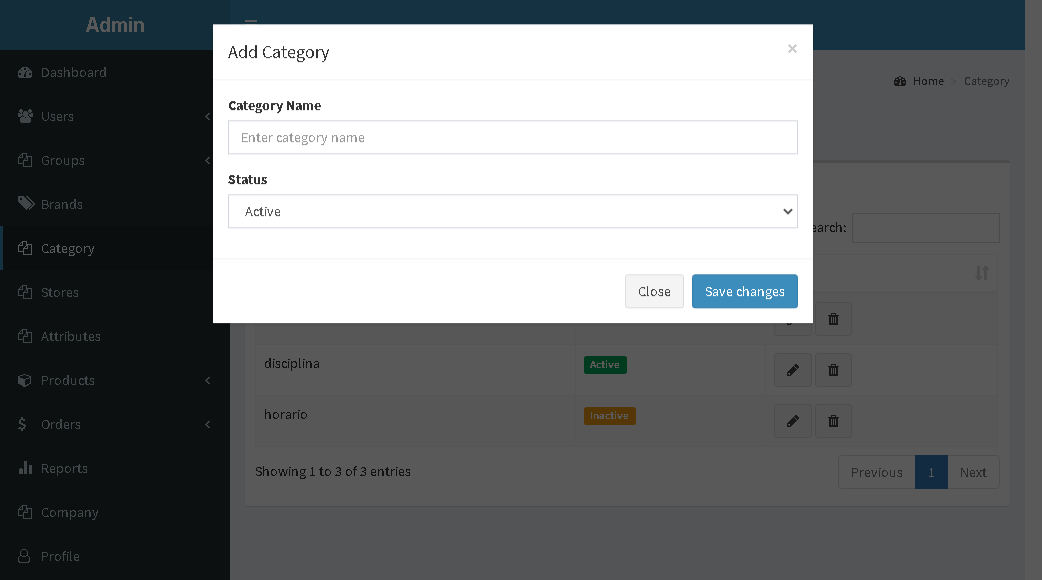 Admin
Dashboard
Users
Groups
Brands
Category
Stores
Attributes
Products
Orders
Reports
Company
Profile
Add Category
×
Category Name
Enter category name
Status
Active
Close
Save changes
Home > Category
disciplina Active
horario Inactive
Showing 1 to 3 of 3 entries
Previous 1 Next